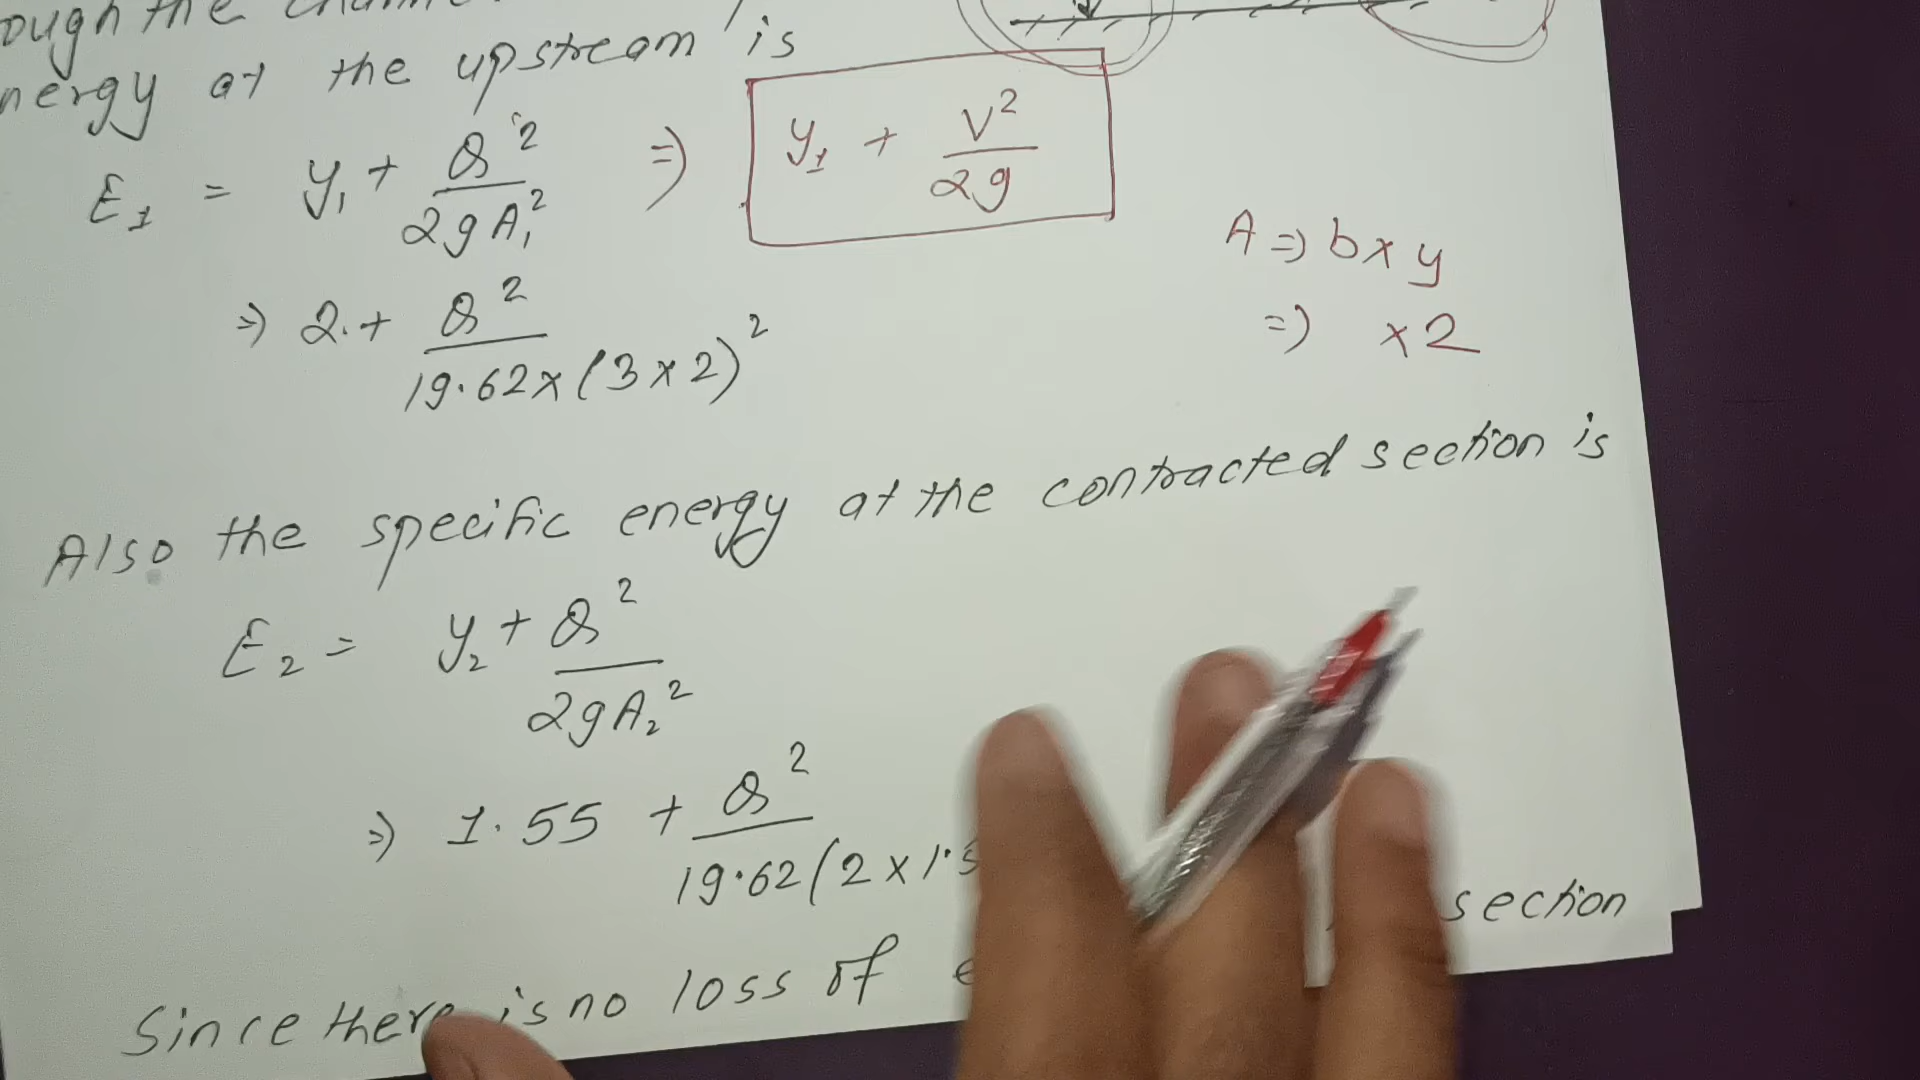 the
nergy at the upstream is
E₁ = y₁ + Q²/2gA₁² ⇒ y₁ + V²/2g
A ⇒ b×y
⇒ ×2
⇒ 2.+ Q²/19.62×(3×2)²
Also the specific energy at the contracted section is
E₂ = y₂ + Q²/2gA₂²
⇒ 1.55 + Q²/19.62(2×1.5
Since there is no loss of section